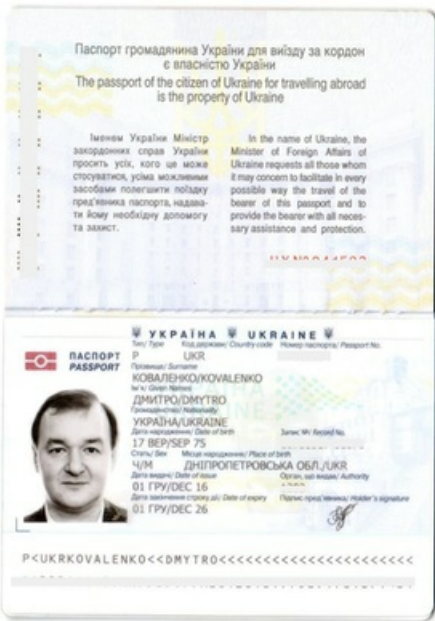 Паспорт громадянина України для виїзду за кордон
є власністю України
The passport of the citizen of Ukraine for travelling abroad
is the property of Ukraine
Іменем України Міністр
закордонних справ України
просить усіх, кого це може
стосуватися, усіма можливими
засобами полегшити поїздку
пред'явника паспорта, надава-
ти йому необхідну допомогу
та захист.
In the name of Ukraine, the
Minister of Foreign Affairs of
Ukraine requests all those whom
it may concern to facilitate in every
possible way the travel of the
bearer of this passport and to
provide the bearer with all neces-
sary assistance and protection.
УКРАЇНА UKRAINE
ПАСПОРТ
PASSPORT
Тип/ Type Код держави/ Country code Номер паспорта/ Passport No.
P UKR
Прізвище/ Surname
КОВАЛЕНКО/KOVALENKO
Ім'я/ Given Names
ДМИТРО/DMYTRO
Громадянство/ Nationality
УКРАЇНА/UKRAINE
Дата народження/ Date of birth Запис №/ Record No.
17 ВЕР/SEP 75
Стать/ Sex Місце народження/ Place of birth
Ч/M ДНІПРОПЕТРОВСЬКА ОБЛ./UKR
Дата видачі/ Date of issue Орган, що видав/ Authority
01 ГРУ/DEC 16
Дата закінчення строку дії/ Date of expiry Підпис пред'явника/ Holder's signature
01 ГРУ/DEC 26
P<UKRKOVALENKO<<DMYTRO<<<<<<<<<<<<<<<<<<<<<<